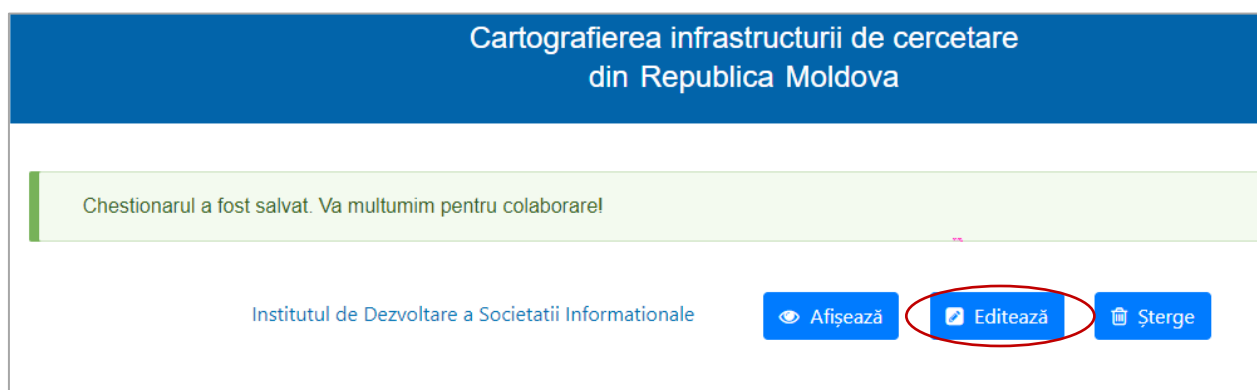 Cartografierea infrastructurii de cercetare
din Republica Moldova
Chestionarul a fost salvat. Va multumim pentru colaborare!
Institutul de Dezvoltare a Societatii Informationale Afișează Editează Șterge